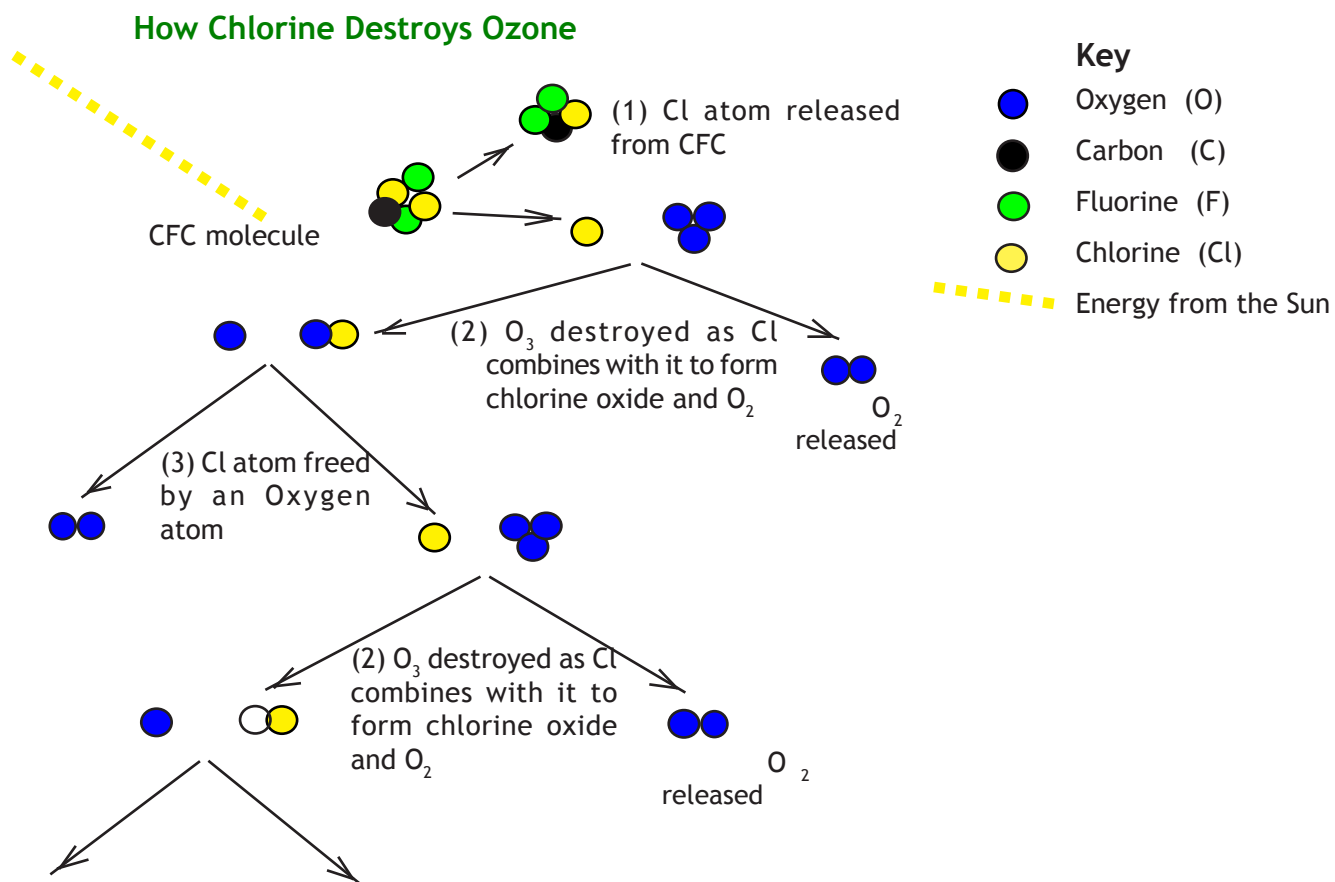 How Chlorine Destroys Ozone
Key
Oxygen (O)
Carbon (C)
Fluorine (F)
Chlorine (Cl)
Energy from the Sun
(1) Cl atom released
from CFC
CFC molecule
(2) O₃ destroyed as Cl
combines with it to form
chlorine oxide and O₂
O₂
released
(3) Cl atom freed
by an Oxygen
atom
(2) O₃ destroyed as Cl
combines with it to
form chlorine oxide
and O₂
O ₂
released